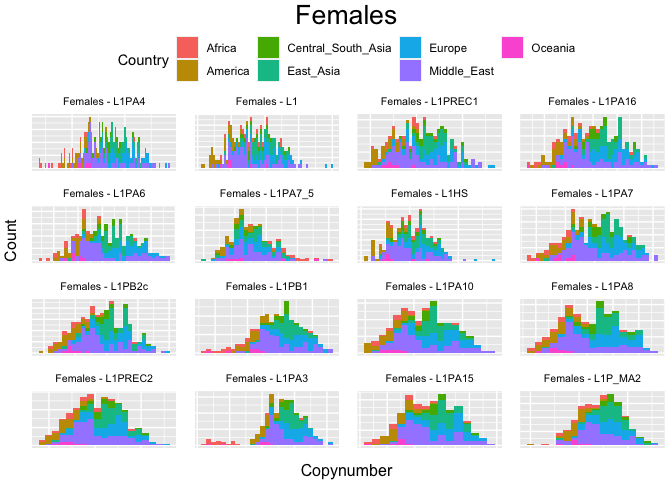 Females
Country
Africa
Central_South_Asia
Europe
Oceania
America
East_Asia
Middle_East
Females - L1PA4
Females - L1
Females - L1PREC1
Females - L1PA16
Females - L1PA6
Females - L1PA7_5
Females - L1HS
Females - L1PA7
Count
Females - L1PB2c
Females - L1PB1
Females - L1PA10
Females - L1PA8
Females - L1PREC2
Females - L1PA3
Females - L1PA15
Females - L1P_MA2
Copynumber